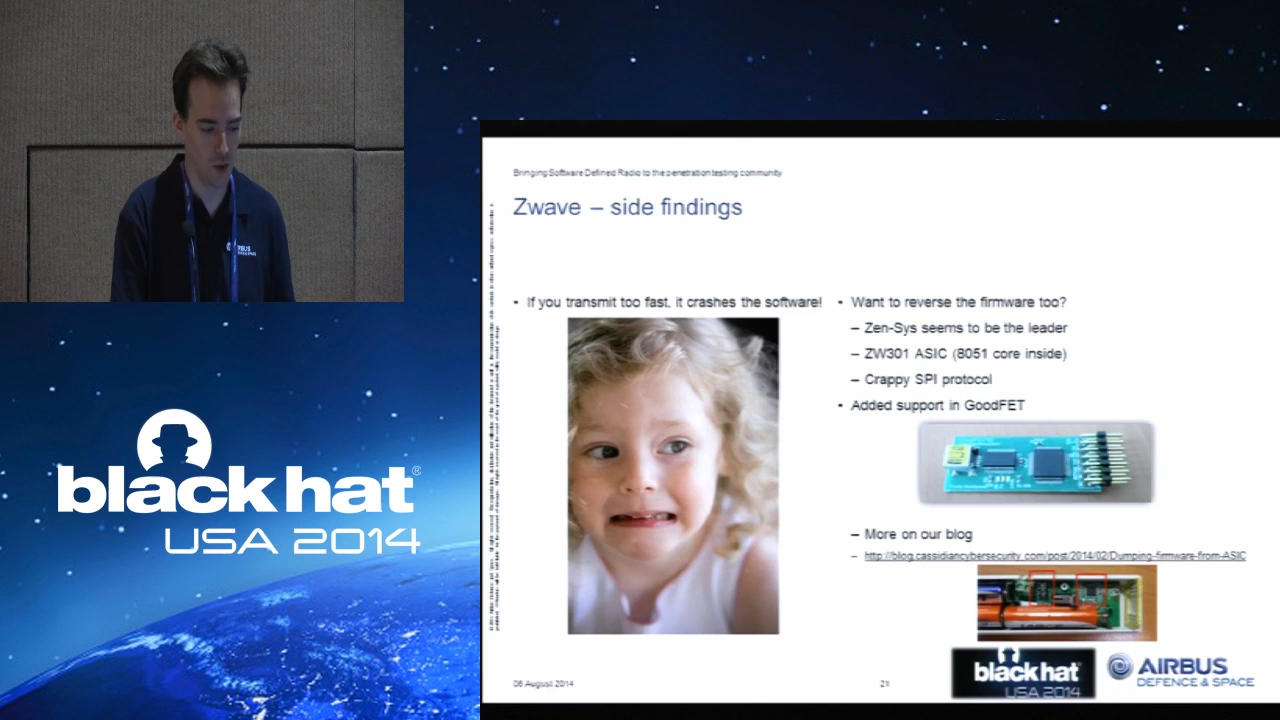 AIRBUS
black hat®
USA 2014
Bringing Software Defined Radio to the penetration testing community
Zwave – side findings
• If you transmit too fast, it crashes the software!
• Want to reverse the firmware too?
– Zen-Sys seems to be the leader
– ZW301 ASIC (8051 core inside)
– Crappy SPI protocol
• Added support in GoodFET
– More on our blog
– http://blog.cassidiancybersecurity.com/post/2014/02/Dumping-firmware-from-ASIC
06 August 2014
21
black hat
USA 2014
AIRBUS
DEFENCE & SPACE